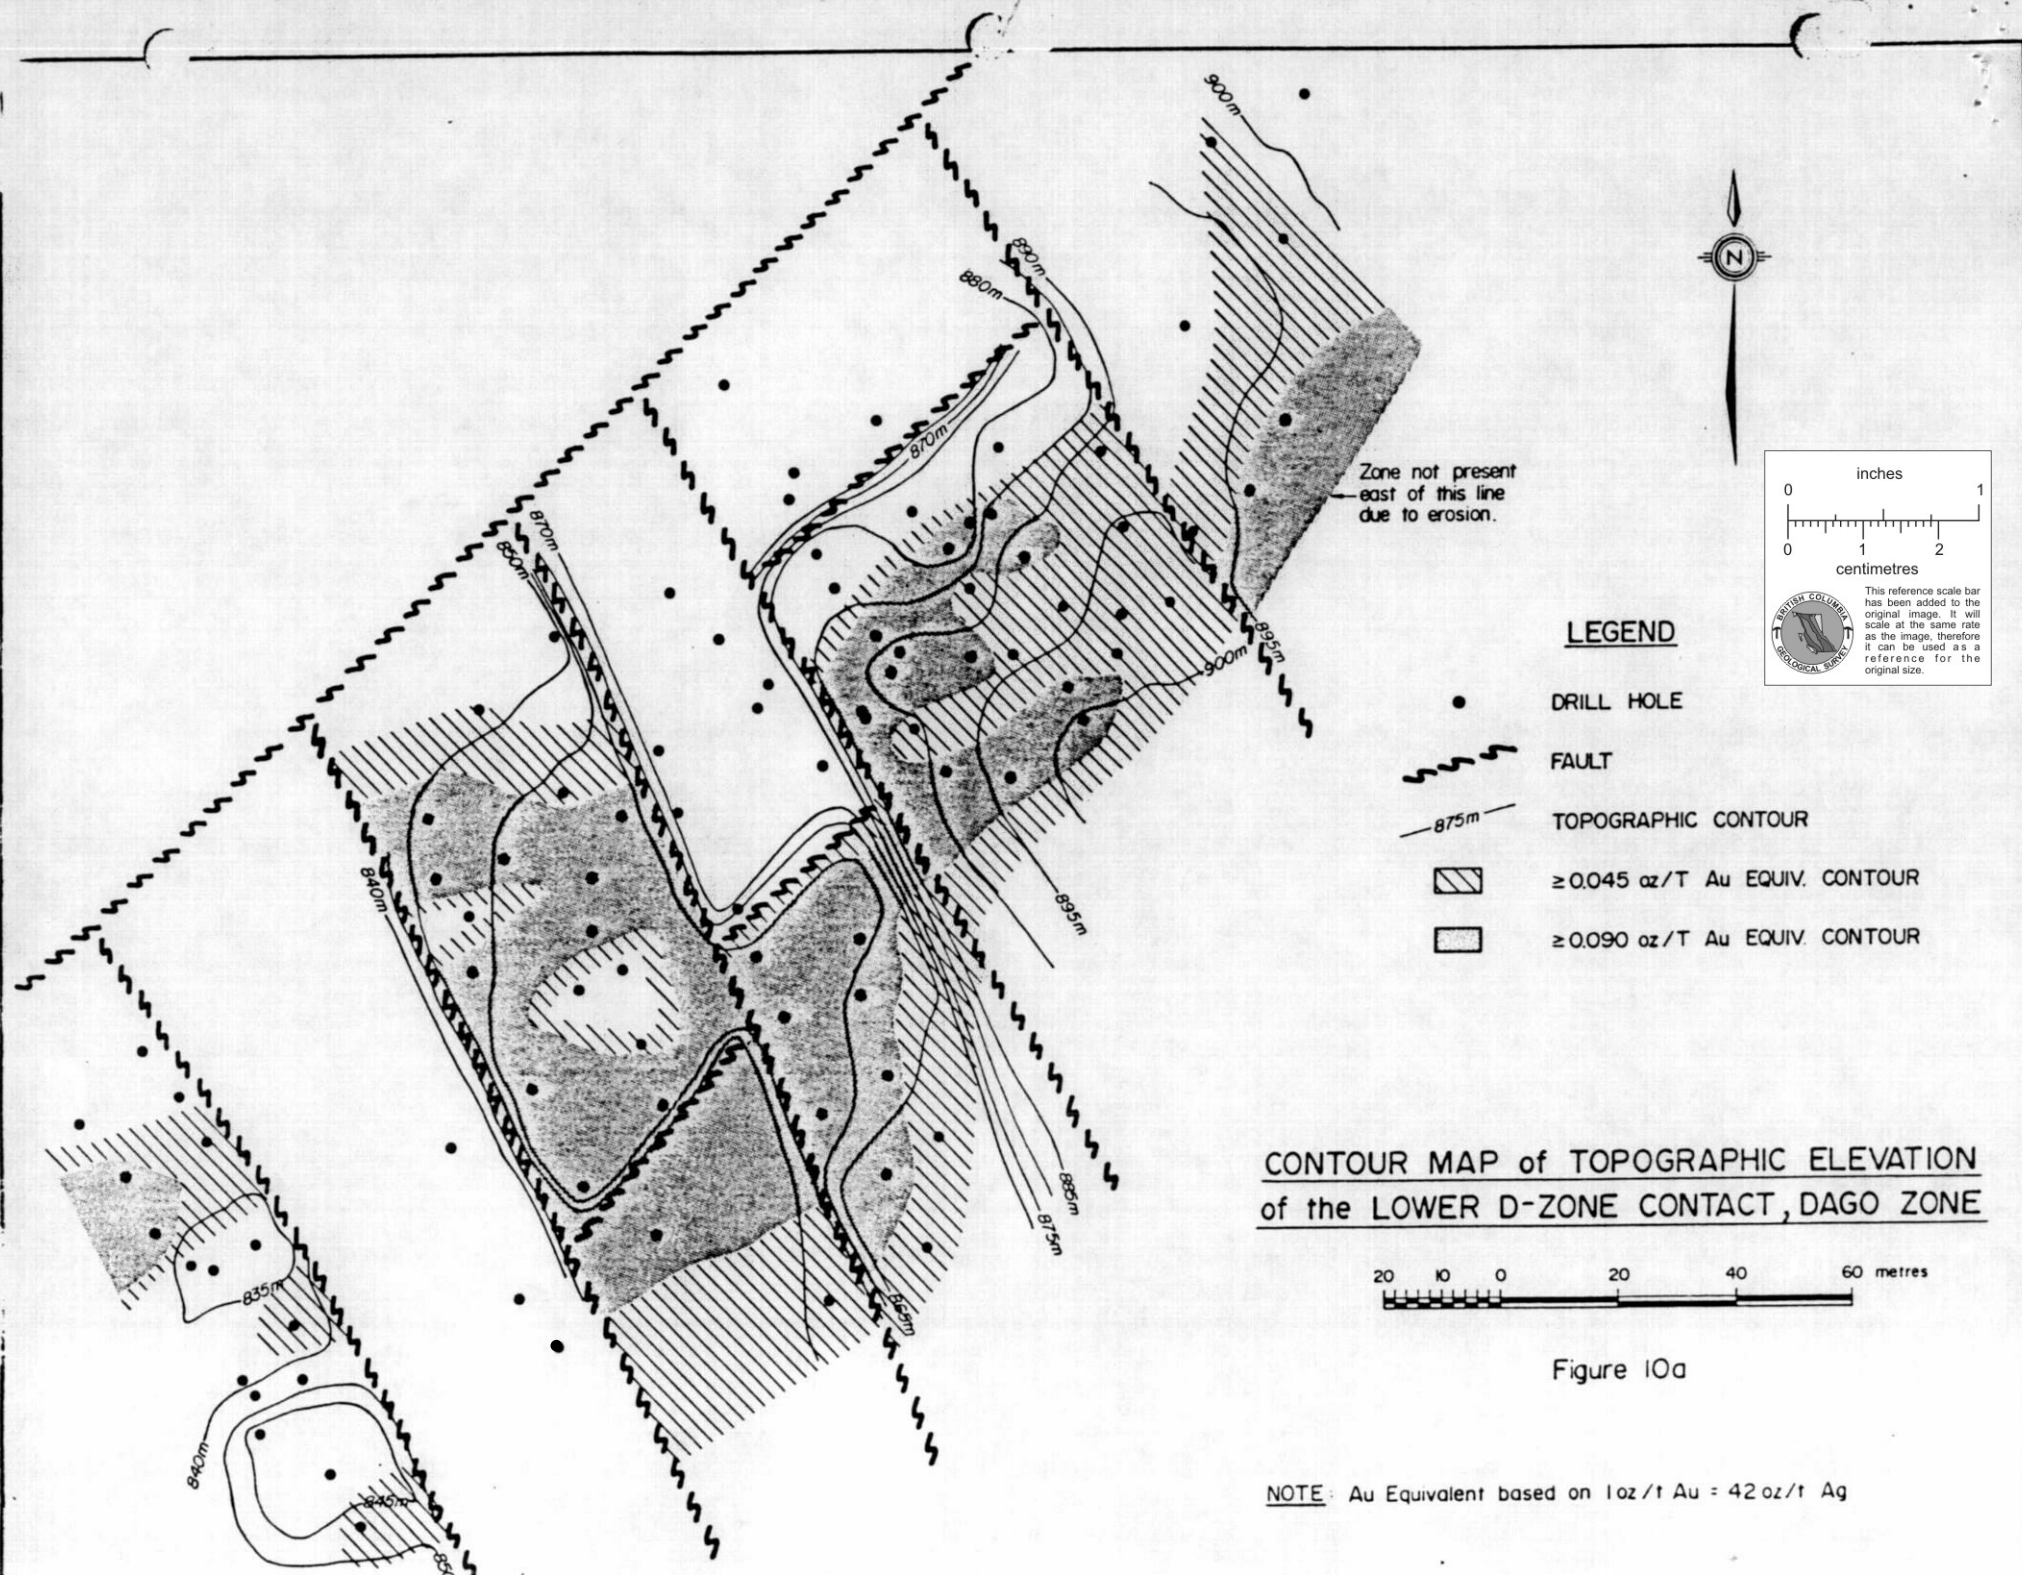 900m
890m
880m
N
870m
inches
0 1
0 1 2
centimetres
This reference scale bar
has been added to the
original image. It will
scale at the same rate
as the image, therefore
it can be used as a
reference for the
original size.
BRITISH COLUMBIA
GEOLOGICAL SURVEY
Zone not present
east of this line
due to erosion.
870m
850m
895m
900m
LEGEND
DRILL HOLE
FAULT
875m
TOPOGRAPHIC CONTOUR
≥0.045 oz/T Au EQUIV. CONTOUR
≥0.090 oz/T Au EQUIV. CONTOUR
840m
895m
885m
875m
865m
835m
840m
845m
CONTOUR MAP of TOPOGRAPHIC ELEVATION
of the LOWER D-ZONE CONTACT, DAGO ZONE
20 10 0 20 40 60 metres
Figure 10a
NOTE: Au Equivalent based on 1 oz/t Au = 42 oz/t Ag